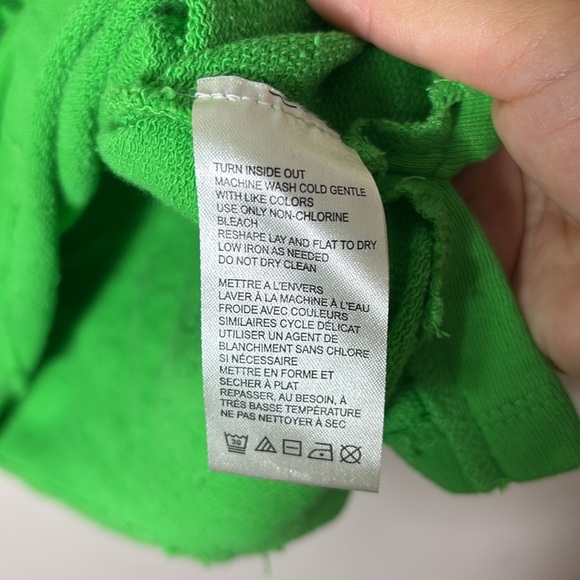 TURN INSIDE OUT
MACHINE WASH COLD GENTLE
WITH LIKE COLORS
USE ONLY NON-CHLORINE
BLEACH
RESHAPE LAY AND FLAT TO DRY
LOW IRON AS NEEDED
DO NOT DRY CLEAN
METTRE A L'ENVERS
LAVER À LA MACHINE À L'EAU
FROIDE AVEC COULEURS
SIMILAIRES CYCLE DÉLICAT
UTILISER UN AGENT DE
BLANCHIMENT SANS CHLORE
SI NÉCESSAIRE
METTRE EN FORME ET
SECHER À PLAT
REPASSER, AU BESOIN, À
TRÉS BASSE TEMPÉRATURE
NE PAS NETTOYER À SEC
30